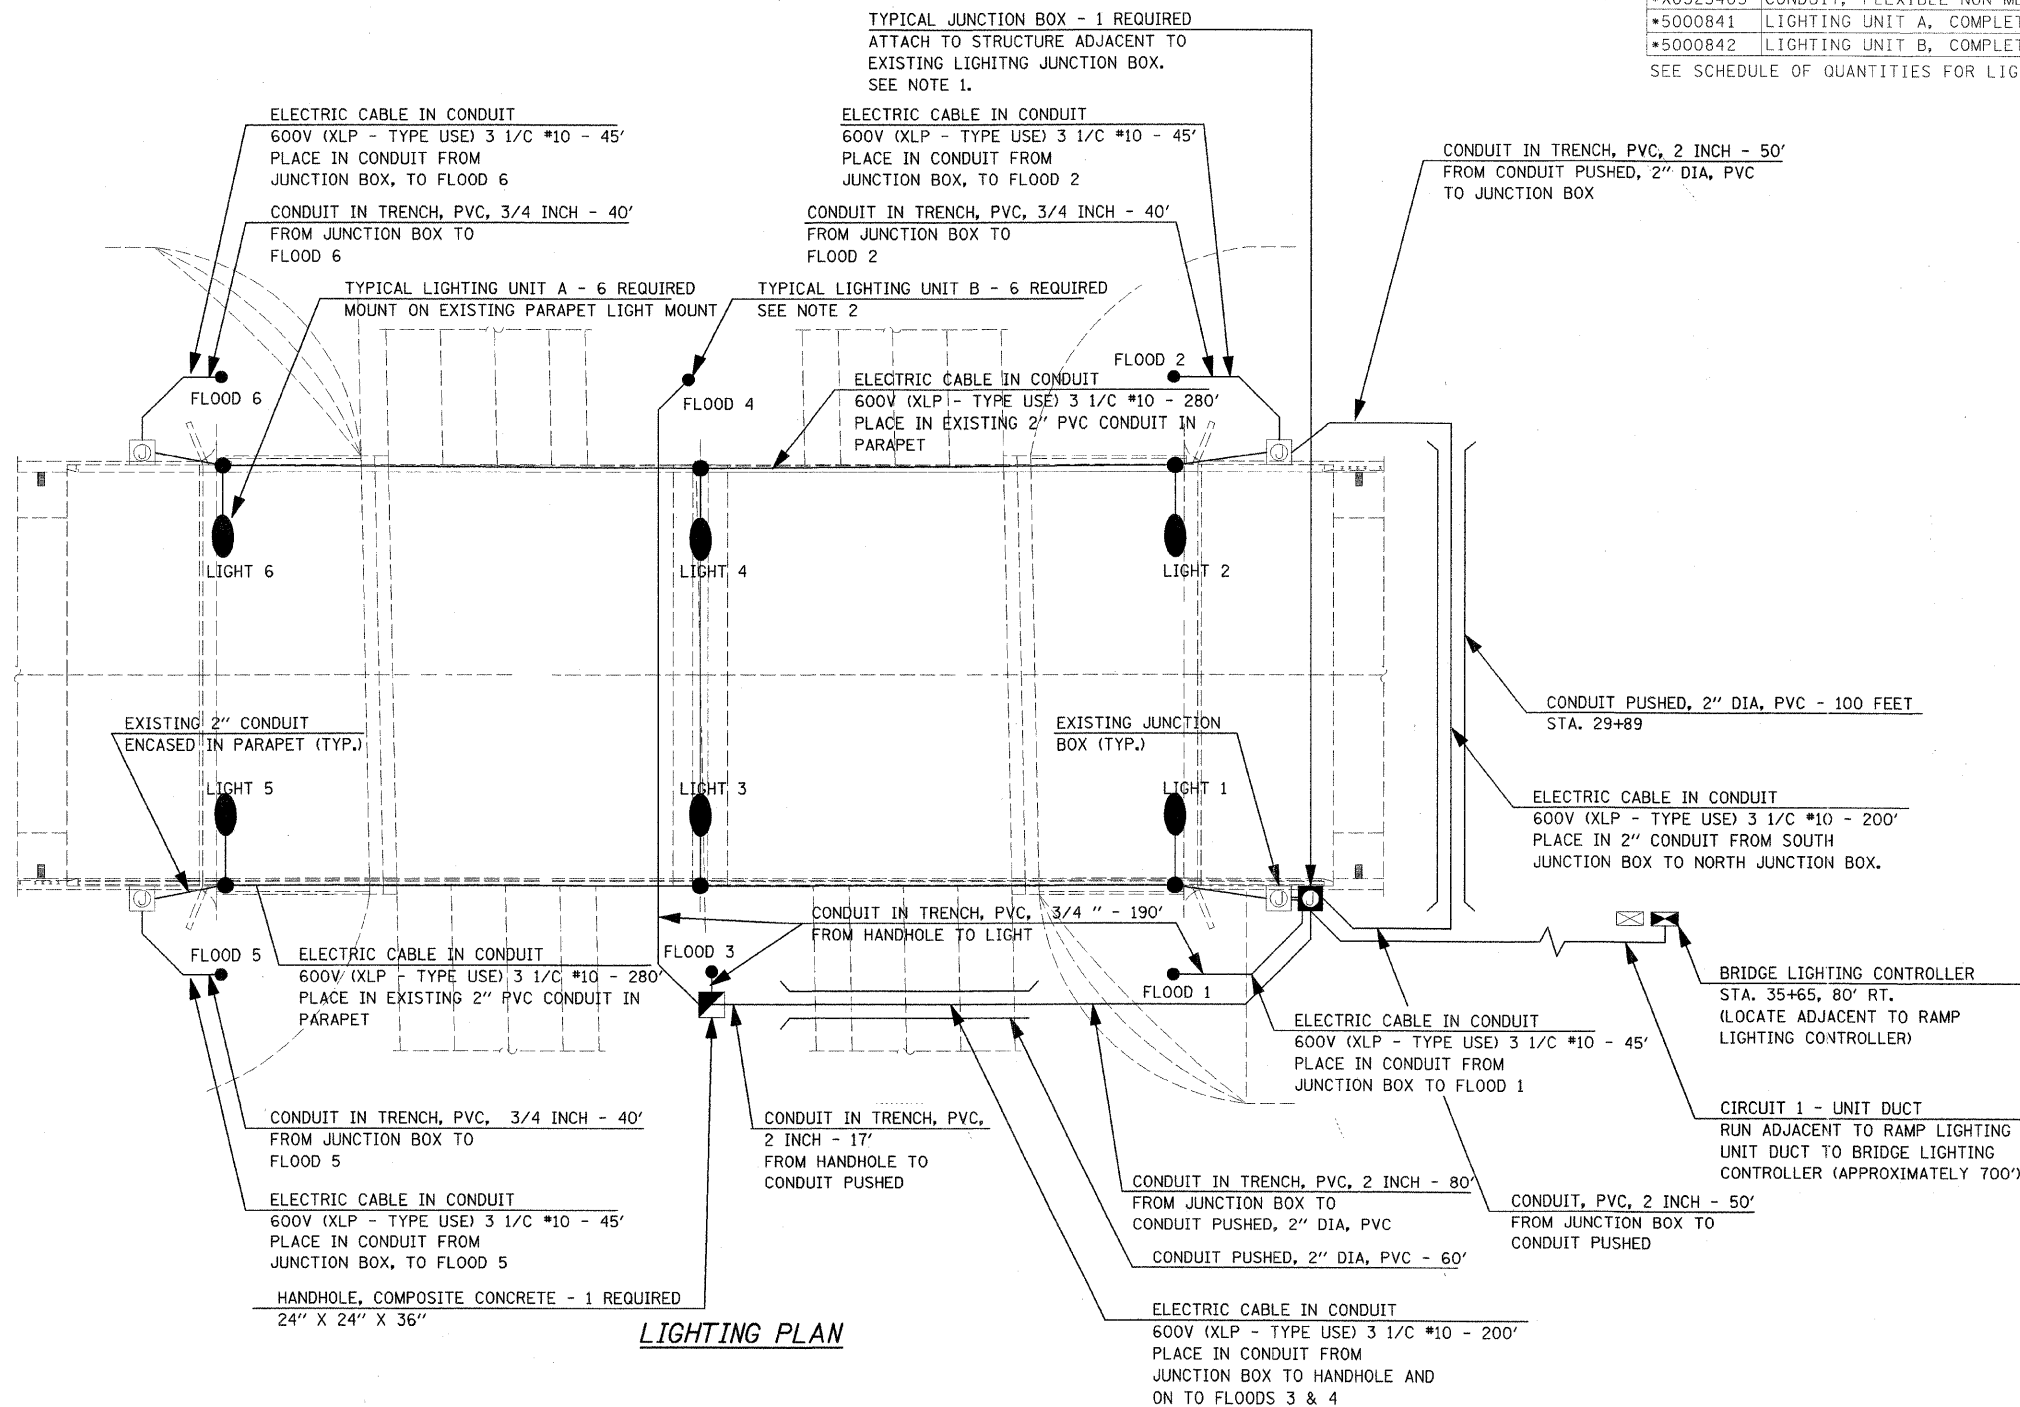 TYPICAL JUNCTION BOX - 1 REQUIRED
ATTACH TO STRUCTURE ADJACENT TO
EXISTING LIGHITNG JUNCTION BOX.
SEE NOTE 1.
CONDUIT,
*5000841 LIGHTING UNIT A,
*5000842 LIGHTING UNIT B,
SEE SCHEDULE OF QUANTITIES FOR
ELECTRIC CABLE IN CONDUIT
600V (XLP - TYPE USE) 3 1/C #10 - 45'
PLACE IN CONDUIT FROM
JUNCTION BOX, TO FLOOD 6
ELECTRIC CABLE IN CONDUIT
600V (XLP - TYPE USE) 3 1/C #10 - 45'
PLACE IN CONDUIT FROM
JUNCTION BOX, TO FLOOD 2
CONDUIT IN TRENCH, PVC, 2 INCH - 50'
FROM CONDUIT PUSHED, 2" DIA, PVC
TO JUNCTION BOX
CONDUIT IN TRENCH, PVC, 3/4 INCH - 40'
FROM JUNCTION BOX TO
FLOOD 6
CONDUIT IN TRENCH, PVC, 3/4 INCH - 40'
FROM JUNCTION BOX TO
FLOOD 2
TYPICAL LIGHTING UNIT A - 6 REQUIRED
MOUNT ON EXISTING PARAPET LIGHT MOUNT
TYPICAL LIGHTING UNIT B - 6 REQUIRED
SEE NOTE 2
FLOOD 6
FLOOD 4
FLOOD 2
ELECTRIC CABLE IN CONDUIT
600V (XLP - TYPE USE) 3 1/C #10 - 280'
PLACE IN EXISTING 2" PVC CONDUIT IN
PARAPET
J
J
LIGHT 6
LIGHT 4
LIGHT 2
CONDUIT PUSHED, 2" DIA, PVC - 100 FEET
STA. 29+89
EXISTING 2" CONDUIT
ENCASED IN PARAPET (TYP.)
EXISTING JUNCTION
BOX (TYP.)
LIGHT 5
LIGHT 3
LIGHT 1
ELECTRIC CABLE IN CONDUIT
600V (XLP - TYPE USE) 3 1/C #10 - 200'
PLACE IN 2" CONDUIT FROM SOUTH
JUNCTION BOX TO NORTH JUNCTION BOX.
J
J
J
CONDUIT IN TRENCH, PVC, 3/4 " - 190'
FROM HANDHOLE TO LIGHT
FLOOD 5
FLOOD 3
FLOOD 1
ELECTRIC CABLE IN CONDUIT
600V (XLP - TYPE USE) 3 1/C #10 - 280'
PLACE IN EXISTING 2" PVC CONDUIT IN
PARAPET
BRIDGE LIGHTING CONTROLLER
STA. 35+65, 80' RT.
(LOCATE ADJACENT TO RAMP
LIGHTING CONTROLLER)
ELECTRIC CABLE IN CONDUIT
600V (XLP - TYPE USE) 3 1/C #10 - 45'
PLACE IN CONDUIT FROM
JUNCTION BOX TO FLOOD 1
CONDUIT IN TRENCH, PVC, 3/4 INCH - 40'
FROM JUNCTION BOX TO
FLOOD 5
CONDUIT IN TRENCH, PVC,
2 INCH - 17'
FROM HANDHOLE TO
CONDUIT PUSHED
CIRCUIT 1 - UNIT DUCT
RUN ADJACENT TO RAMP LIGHTING
UNIT DUCT TO BRIDGE LIGHTING
CONTROLLER (APPROXIMATELY 700')
CONDUIT IN TRENCH, PVC, 2 INCH - 80'
FROM JUNCTION BOX TO
CONDUIT PUSHED, 2" DIA, PVC
CONDUIT, PVC, 2 INCH - 50'
FROM JUNCTION BOX TO
CONDUIT PUSHED
ELECTRIC CABLE IN CONDUIT
600V (XLP - TYPE USE) 3 1/C #10 - 45'
PLACE IN CONDUIT FROM
JUNCTION BOX, TO FLOOD 5
CONDUIT PUSHED, 2" DIA, PVC - 60'
HANDHOLE, COMPOSITE CONCRETE - 1 REQUIRED
24" X 24" X 36"
ELECTRIC CABLE IN CONDUIT
600V (XLP - TYPE USE) 3 1/C #10 - 200'
PLACE IN CONDUIT FROM
JUNCTION BOX TO HANDHOLE AND
ON TO FLOODS 3 & 4
LIGHTING PLAN